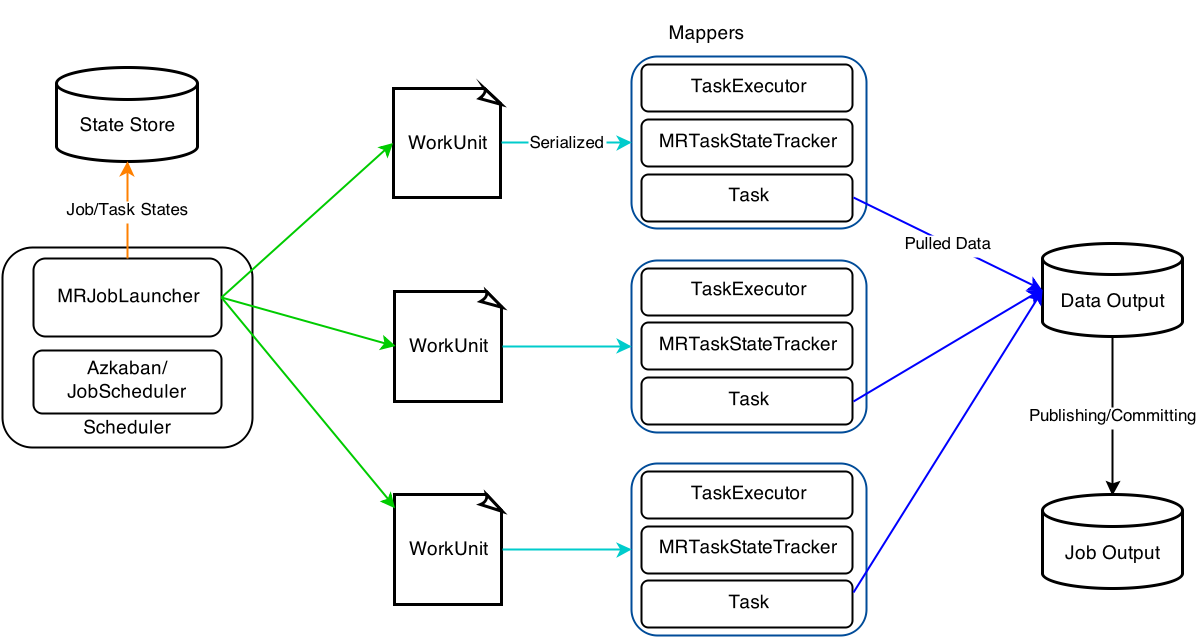 Mappers
State Store
Job/Task States
MRJobLauncher
Azkaban/
JobScheduler
Scheduler
WorkUnit
Serialized
TaskExecutor
MRTaskStateTracker
Task
WorkUnit
TaskExecutor
MRTaskStateTracker
Task
WorkUnit
TaskExecutor
MRTaskStateTracker
Task
Pulled Data
Data Output
Publishing/Committing
Job Output